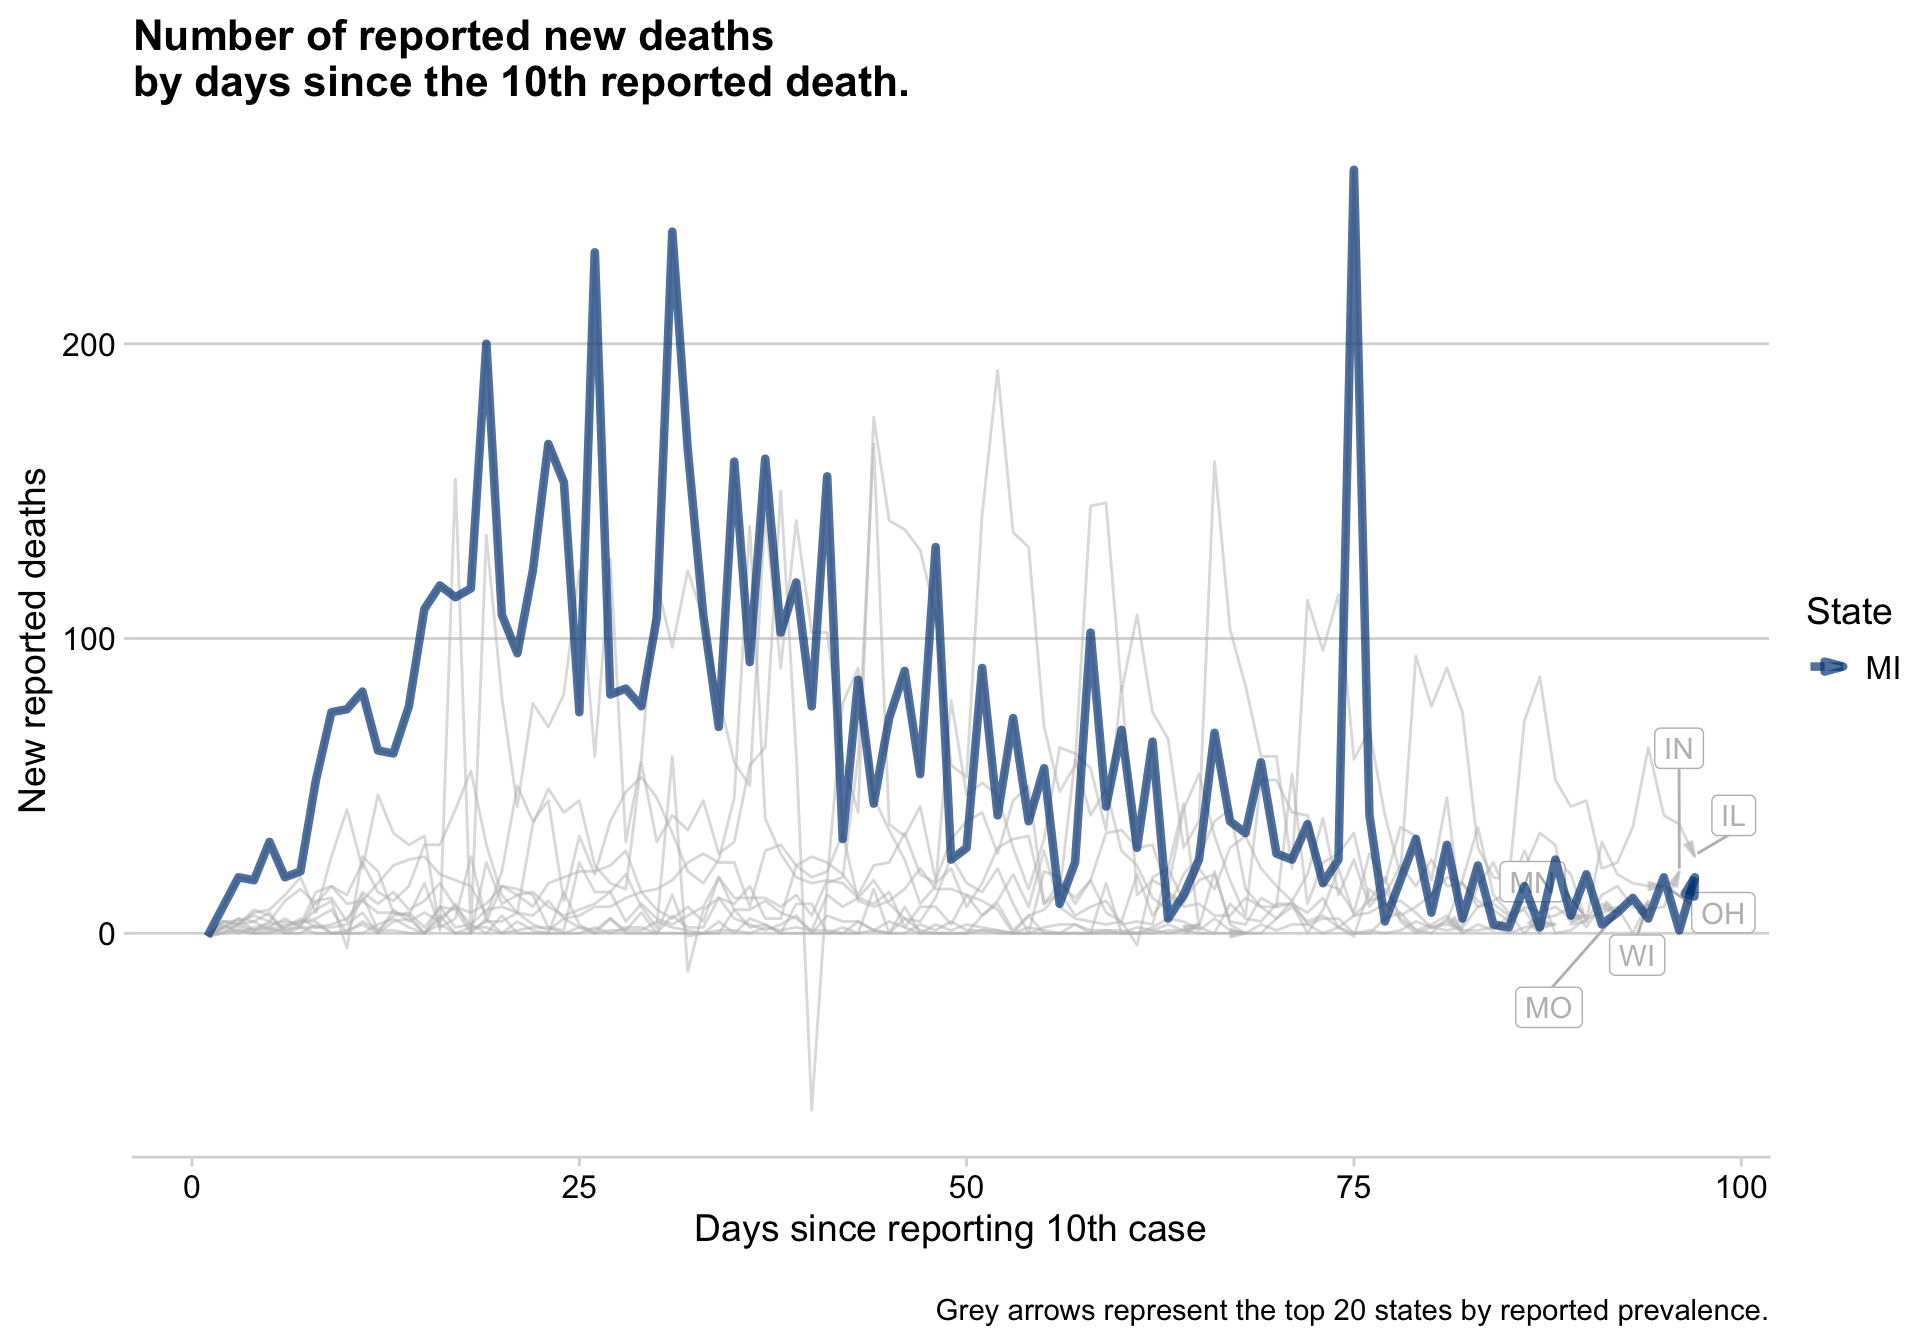 Number of reported new deaths
by days since the 10th reported death.
New reported deaths
200
100
0
IN
IL
MN
OH
WI
MO
0
25
50
75
100
Days since reporting 10th case
State
MI
Grey arrows represent the top 20 states by reported prevalence.